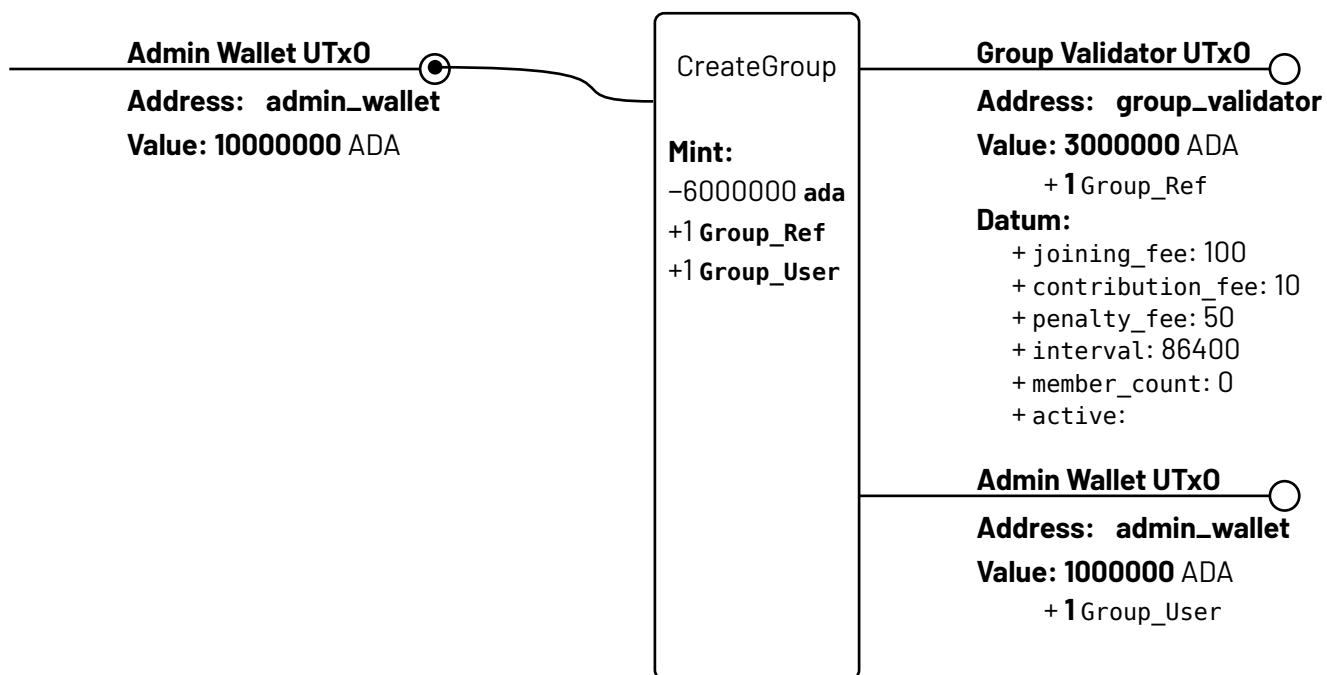 Admin Wallet UTxO
Address: admin_wallet
Value: 10000000 ADA
CreateGroup
Mint:
−6000000 ada
+1 Group_Ref
+1 Group_User
Group Validator UTxO
Address: group_validator
Value: 3000000 ADA
+ 1 Group_Ref
Datum:
+ joining_fee: 100
+ contribution_fee: 10
+ penalty_fee: 50
+ interval: 86400
+ member_count: 0
+ active:
Admin Wallet UTxO
Address: admin_wallet
Value: 1000000 ADA
+ 1 Group_User